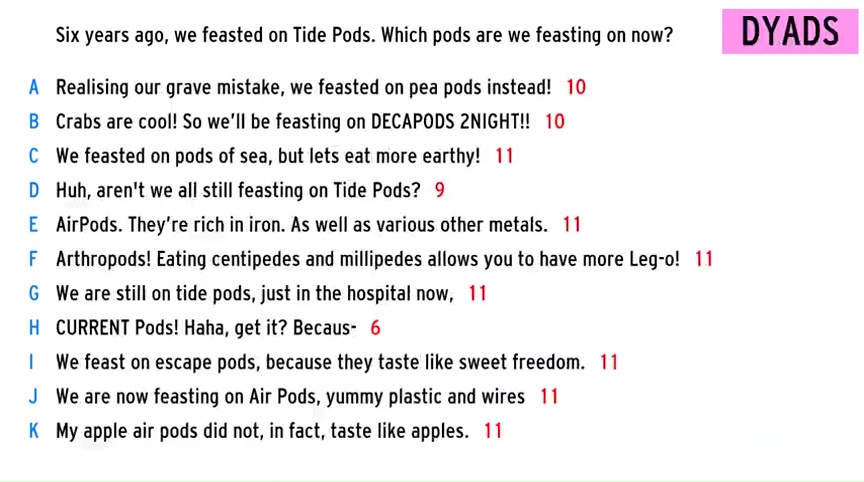 Six years ago, we feasted on Tide Pods. Which pods are we feasting on now?
DYADS
A Realising our grave mistake, we feasted on pea pods instead! 10
B Crabs are cool! So we'll be feasting on DECAPODS 2NIGHT!! 10
C We feasted on pods of sea, but lets eat more earthy! 11
D Huh, aren't we all still feasting on Tide Pods? 9
E AirPods. They're rich in iron. As well as various other metals. 11
F Arthropods! Eating centipedes and millipedes allows you to have more Leg-o! 11
G We are still on tide pods, just in the hospital now, 11
H CURRENT Pods! Haha, get it? Becaus- 6
I We feast on escape pods, because they taste like sweet freedom. 11
J We are now feasting on Air Pods, yummy plastic and wires 11
K My apple air pods did not, in fact, taste like apples. 11